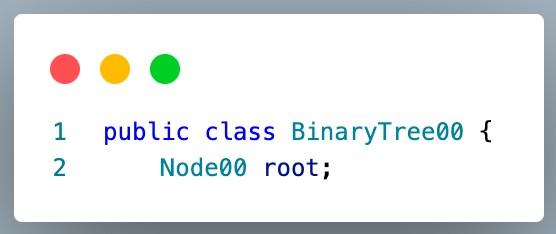 1 public class BinaryTree00 {
2     Node00 root;